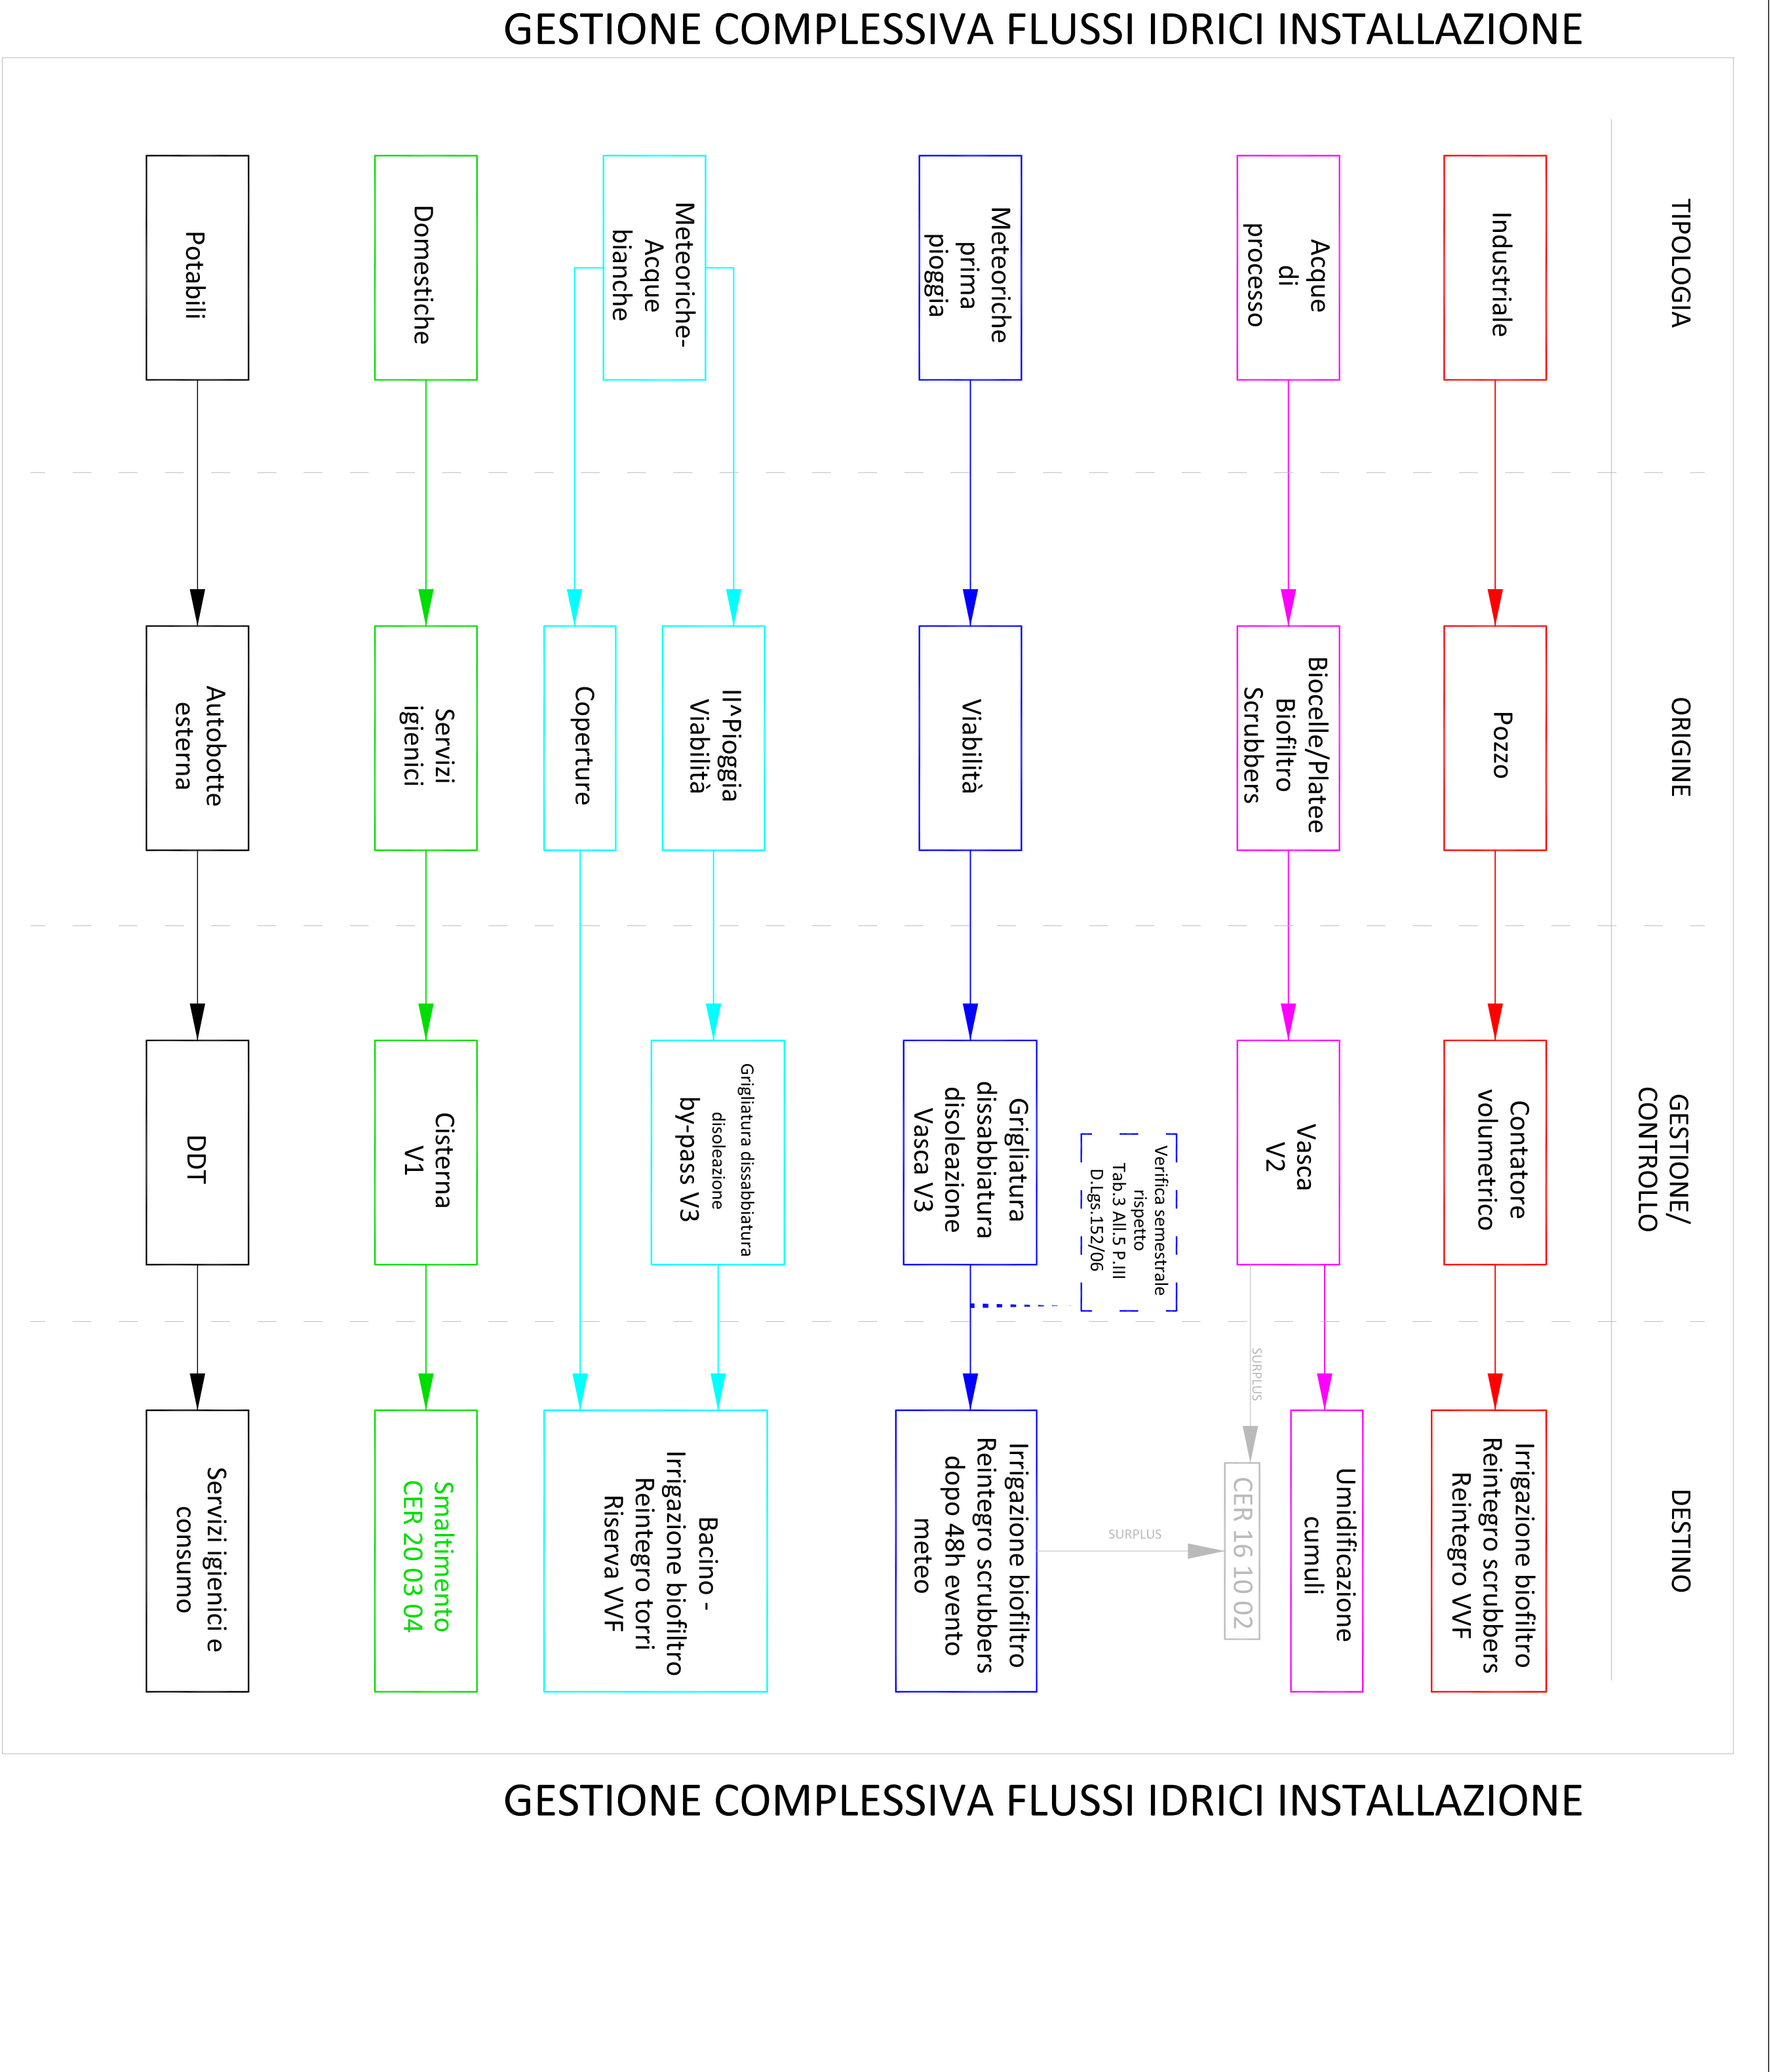 GESTIONE COMPLESSIVA FLUSSI IDRICI INSTALLAZIONE
TIPOLOGIA
ORIGINE
GESTIONE/
CONTROLLO
DESTINO
Industriale
Pozzo
Contatore
volumetrico
Irrigazione biofiltro
Reintegro scrubbers
Reintegro VVF
Acque
di
processo
Biocelle/Platee
Biofiltro
Scrubbers
Vasca
V2
Umidificazione
cumuli
SURPLUS
CER 16 10 02
Verifica semestrale
rispetto
Tab.3 All.5 P.III
D.Lgs.152/06
SURPLUS
Meteoriche
prima
pioggia
Viabilità
Grigliatura
dissabbiatura
disoleazione
Vasca V3
Irrigazione biofiltro
Reintegro scrubbers
dopo 48h evento
meteo
Meteoriche-
Acque
bianche
II^Pioggia
Viabilità
Grigliatura dissabbiatura
disoleazione
by-pass V3
Coperture
Bacino -
Irrigazione biofiltro
Reintegro torri
Riserva VVF
Domestiche
Servizi
igienici
Cisterna
V1
Smaltimento
CER 20 03 04
Potabili
Autobotte
esterna
DDT
Servizi igienici e
consumo
GESTIONE COMPLESSIVA FLUSSI IDRICI INSTALLAZIONE